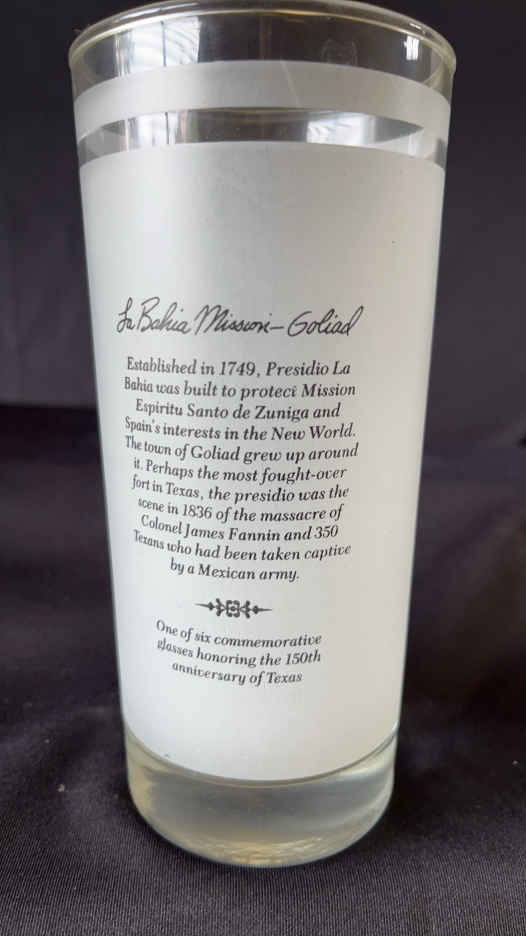 La Bahia Mission–Goliad
Established in 1749, Presidio La
Bahia was built to protect Mission
Espiritu Santo de Zuniga and
Spain's interests in the New World.
The town of Goliad grew up around
it. Perhaps the most fought-over
fort in Texas, the presidio was the
scene in 1836 of the massacre of
Colonel James Fannin and 350
Texans who had been taken captive
by a Mexican army.
One of six commemorative
glasses honoring the 150th
anniversary of Texas